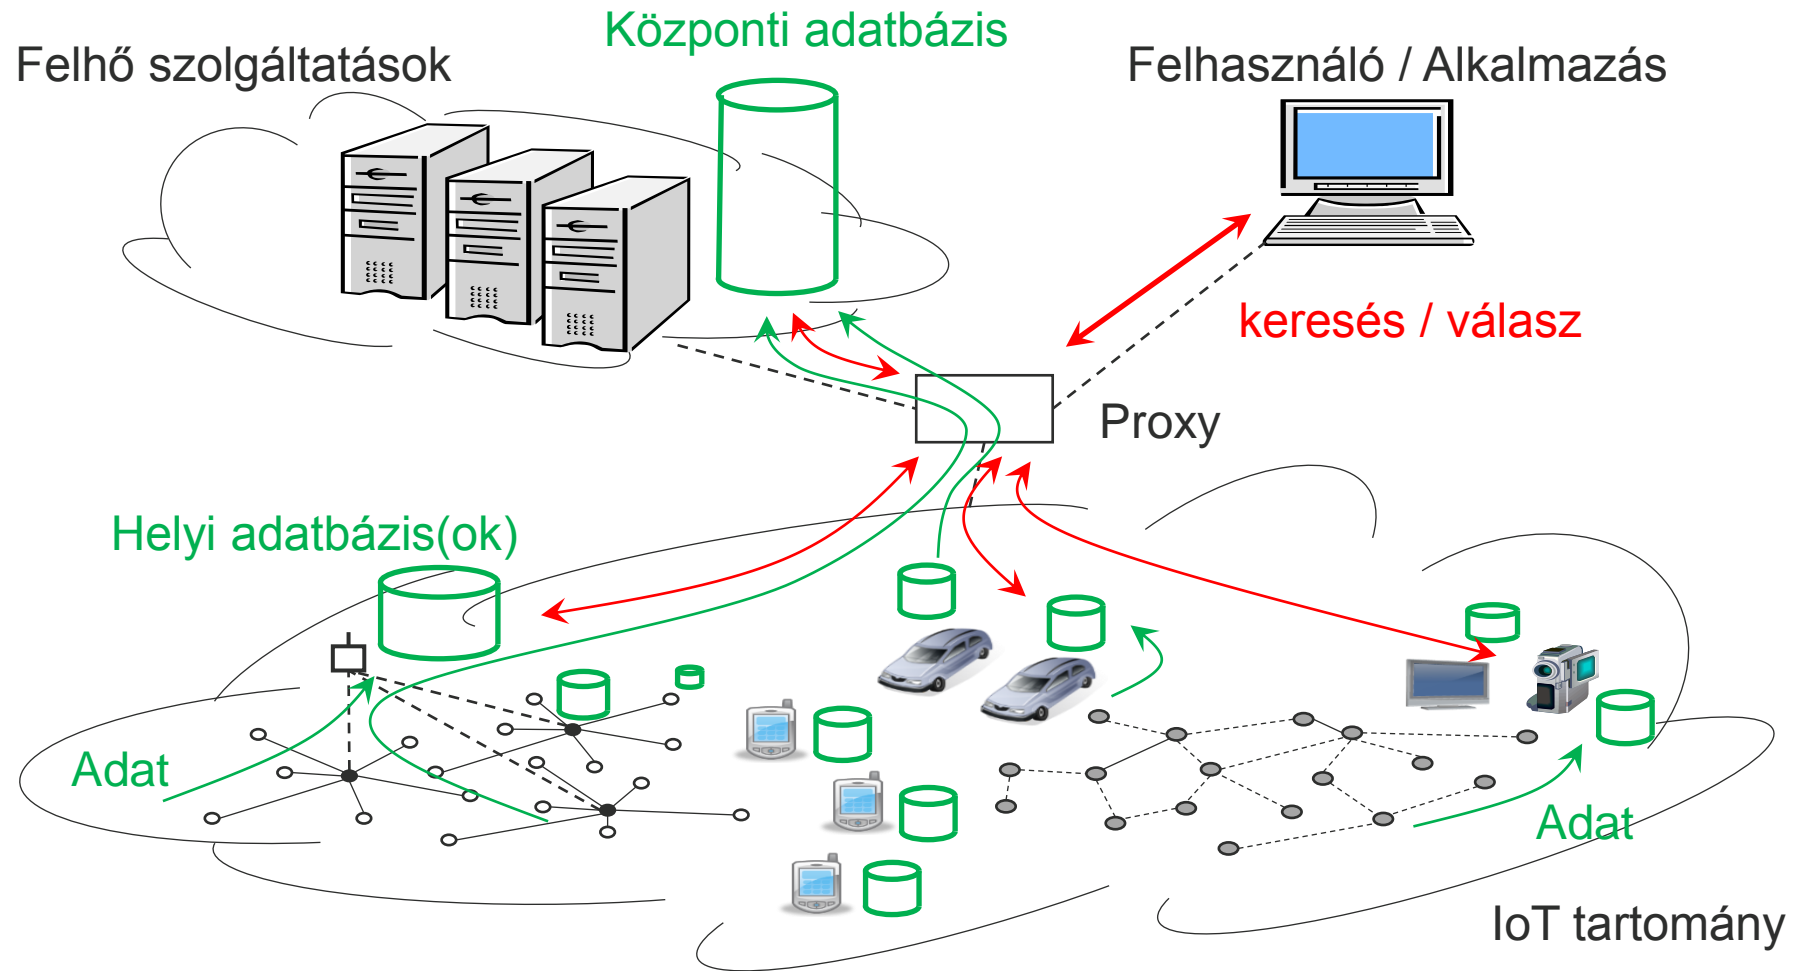 Központi adatbázis
Felhő szolgáltatások
Felhasználó / Alkalmazás
keresés / válasz
Proxy
Helyi adatbázis(ok)
Adat
Adat
IoT tartomány